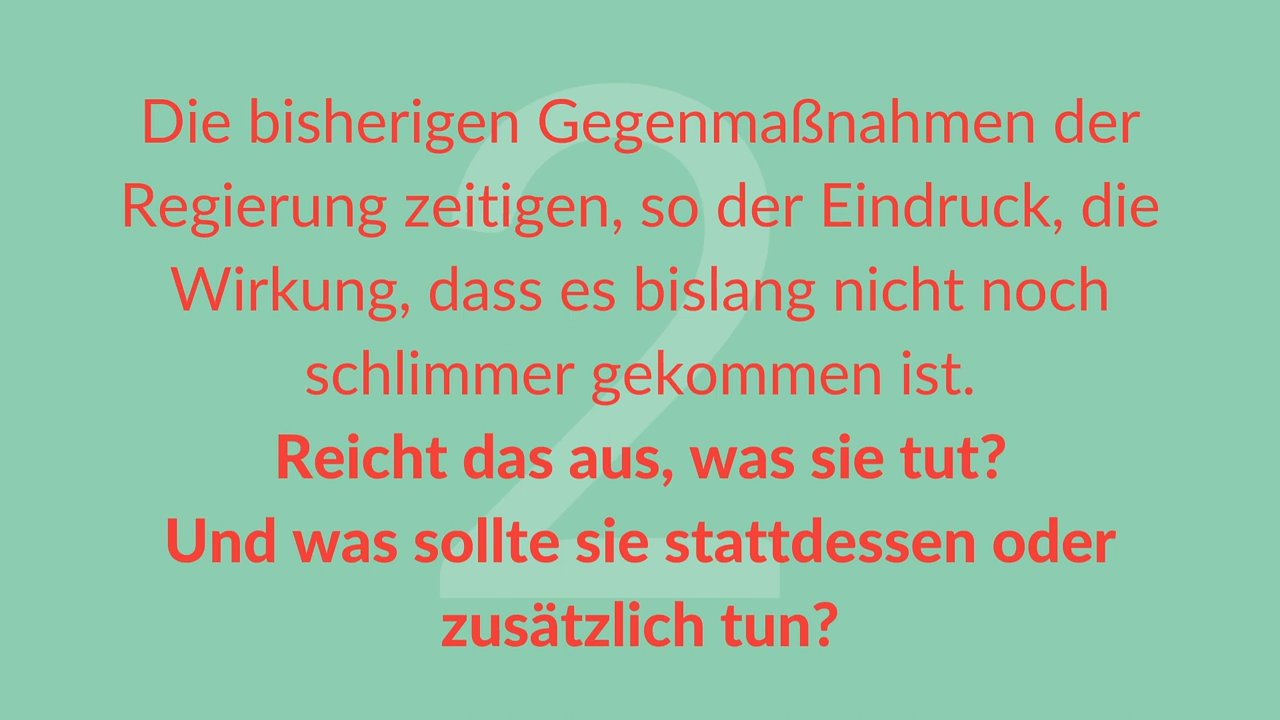 2
Die bisherigen Gegenmaßnahmen der
Regierung zeitigen, so der Eindruck, die
Wirkung, dass es bislang nicht noch
schlimmer gekommen ist.
Reicht das aus, was sie tut?
Und was sollte sie stattdessen oder
zusätzlich tun?